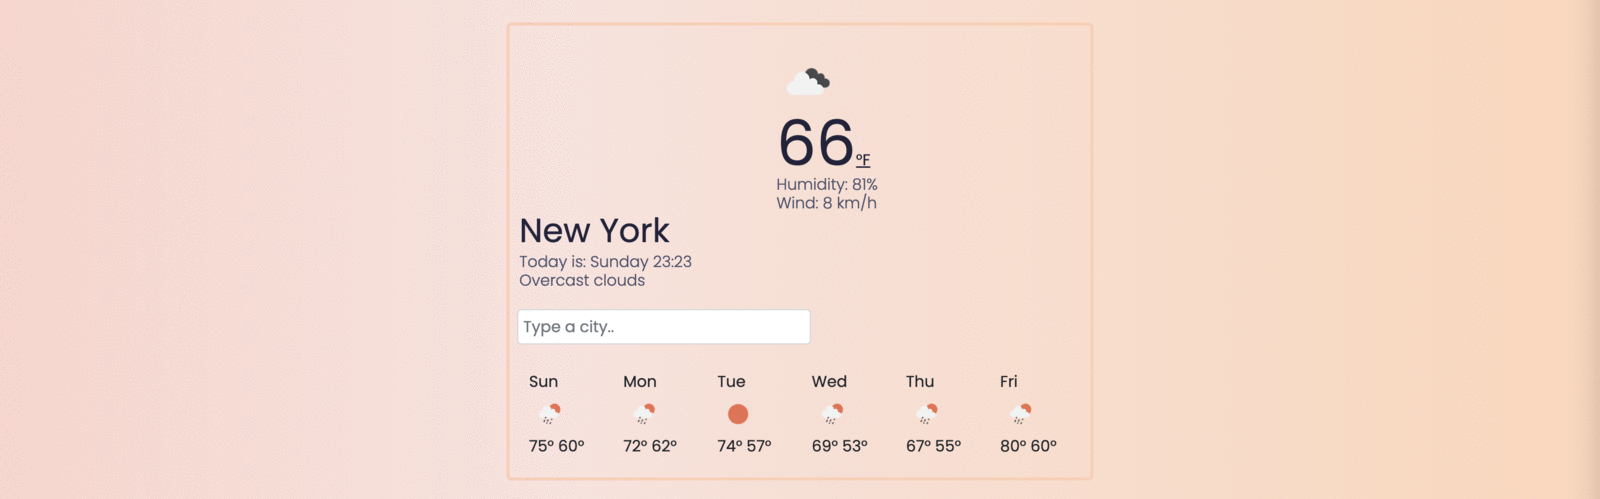 66 °F
Humidity: 81%
Wind: 8 km/h
New York
Today is: Sunday 23:23
Overcast clouds
Type a city..
Sun Mon Tue Wed Thu Fri
75° 60° 72° 62° 74° 57° 69° 53° 67° 55° 80° 60°